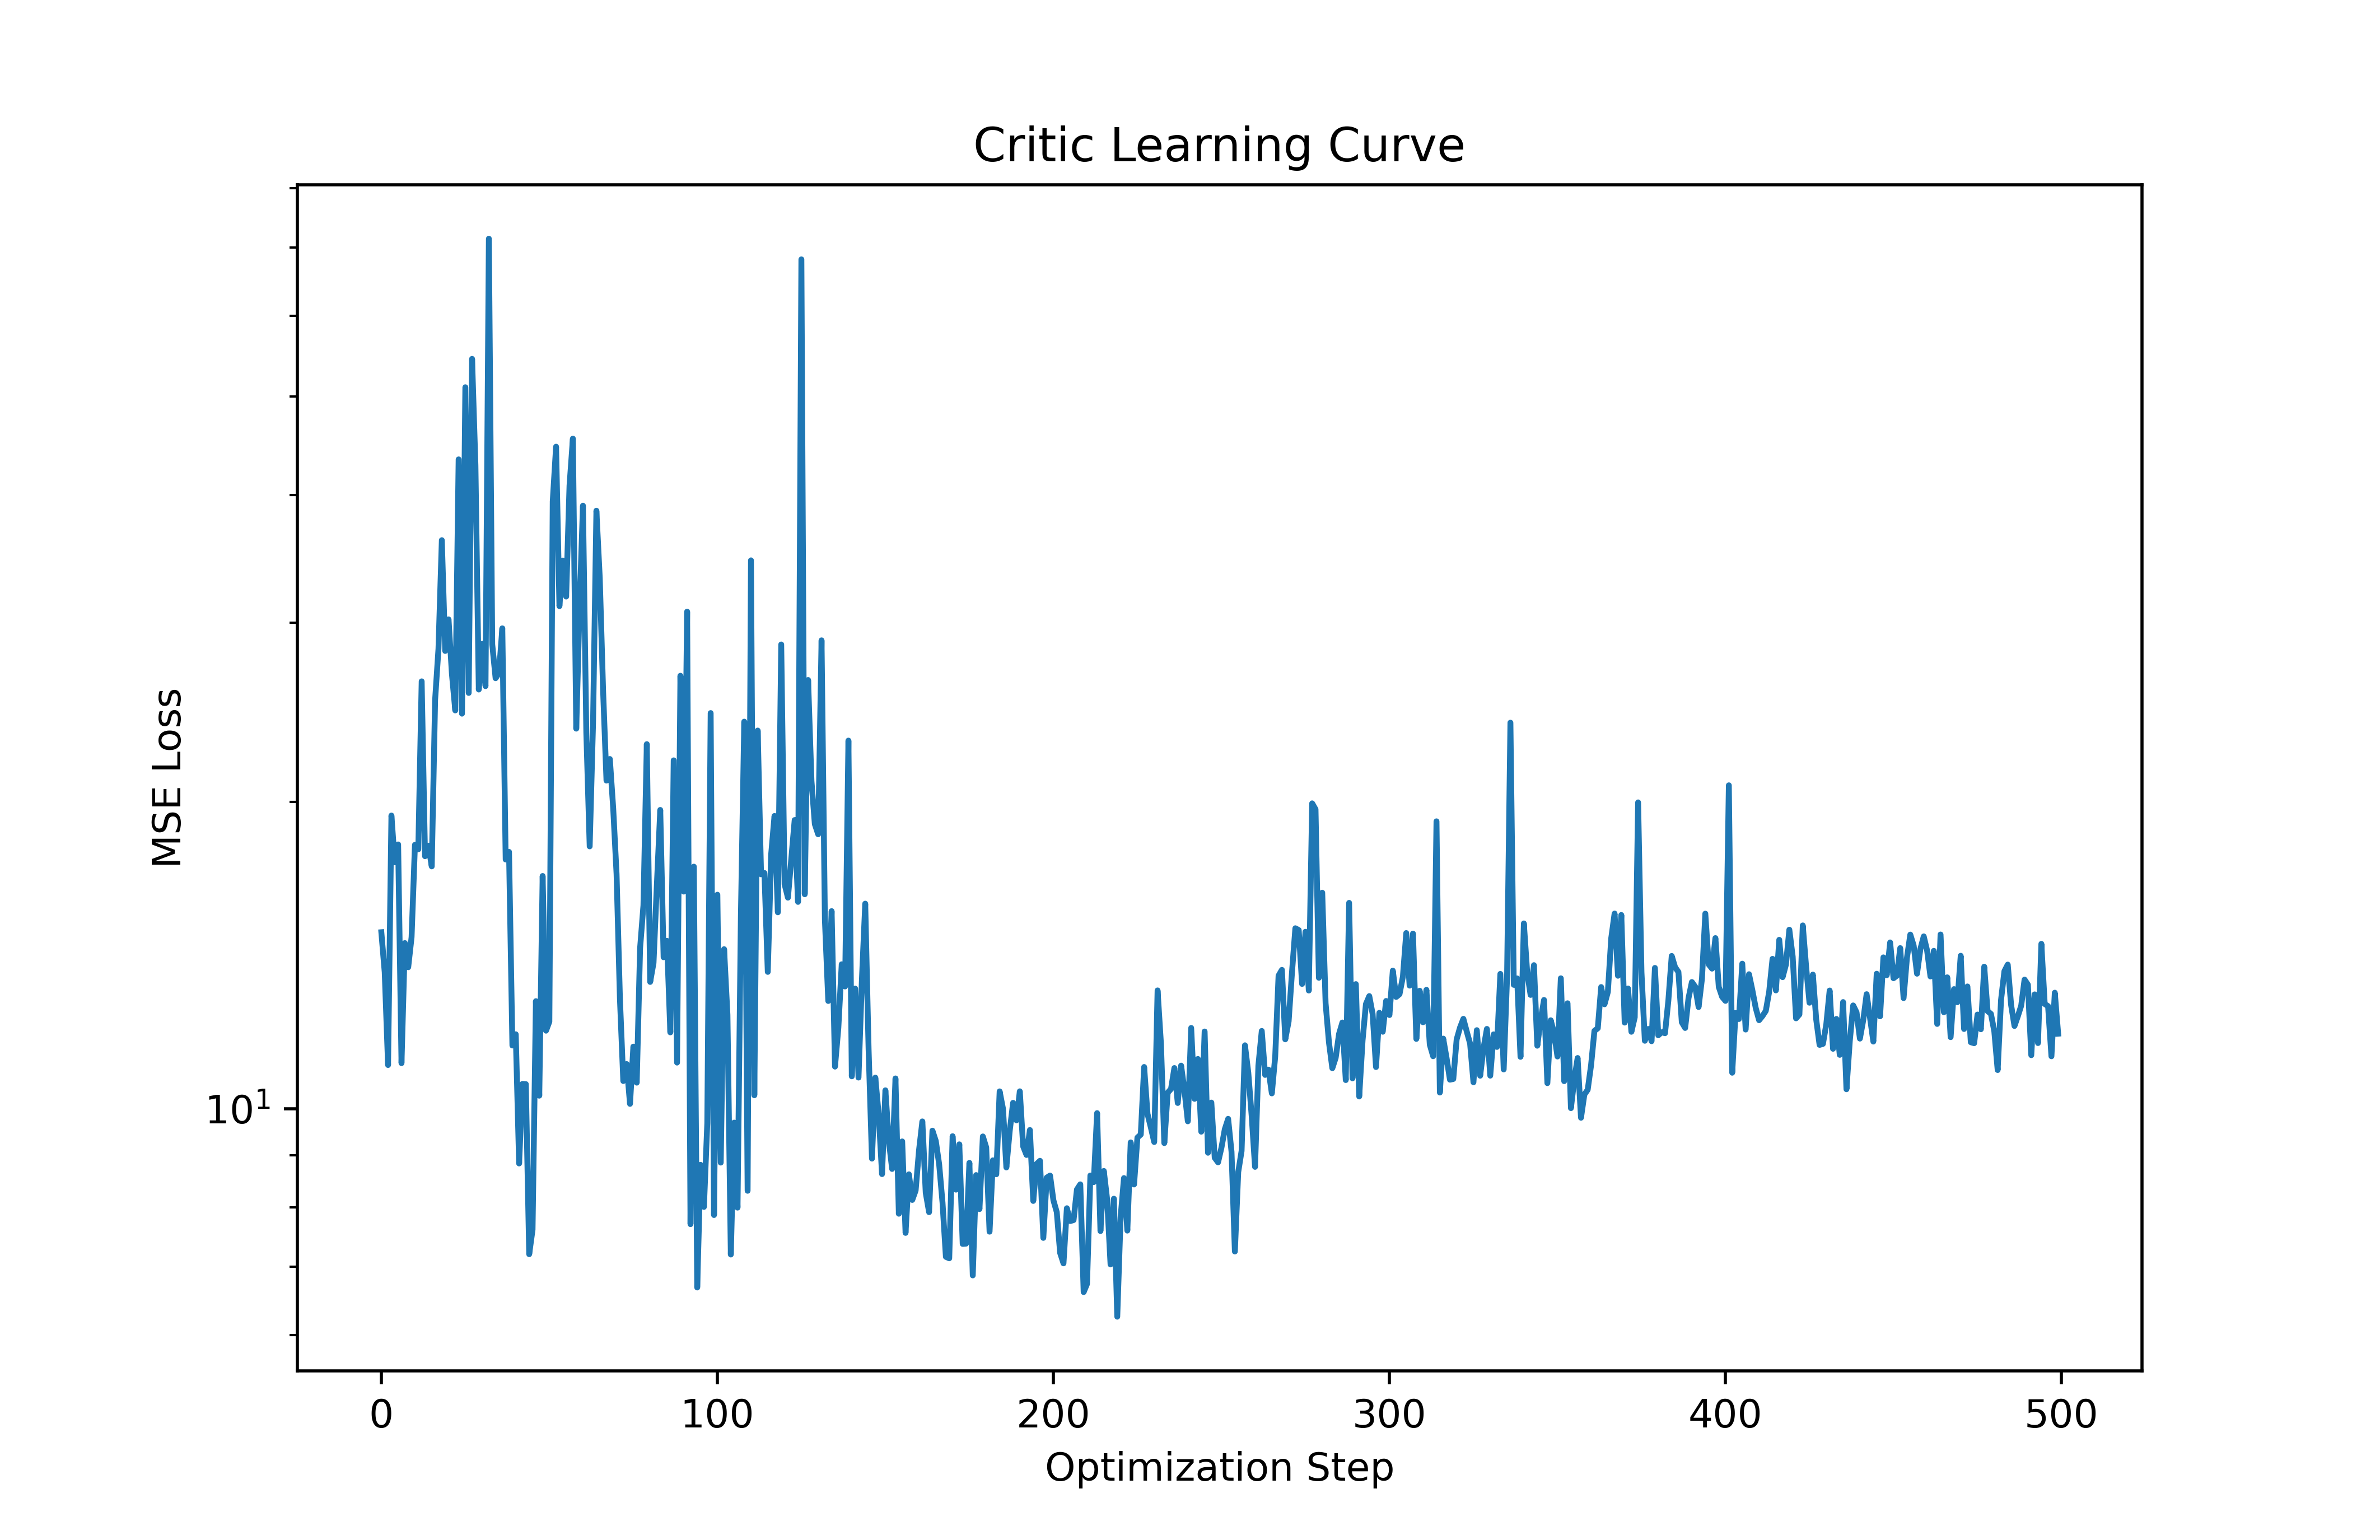 Critic Learning Curve
MSE Loss
10¹
0 100 200 300 400 500
Optimization Step